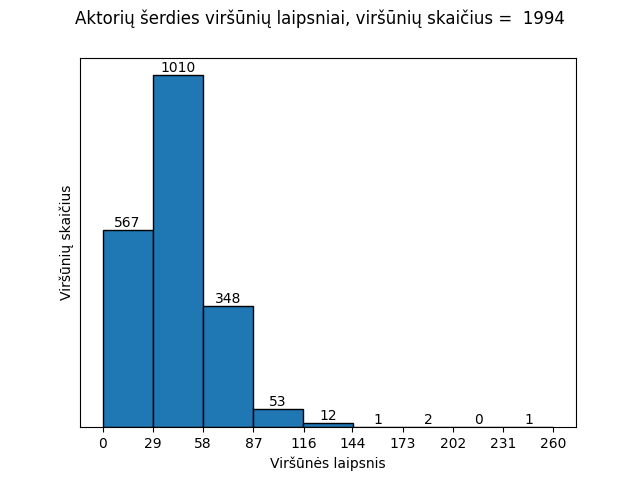 Aktorių šerdies viršūnių laipsniai, viršūnių skaičius =  1994
1010
567
348
53
12
1
2
0
1
Viršūnių skaičius
0 29 58 87 116 144 173 202 231 260
Viršūnės laipsnis